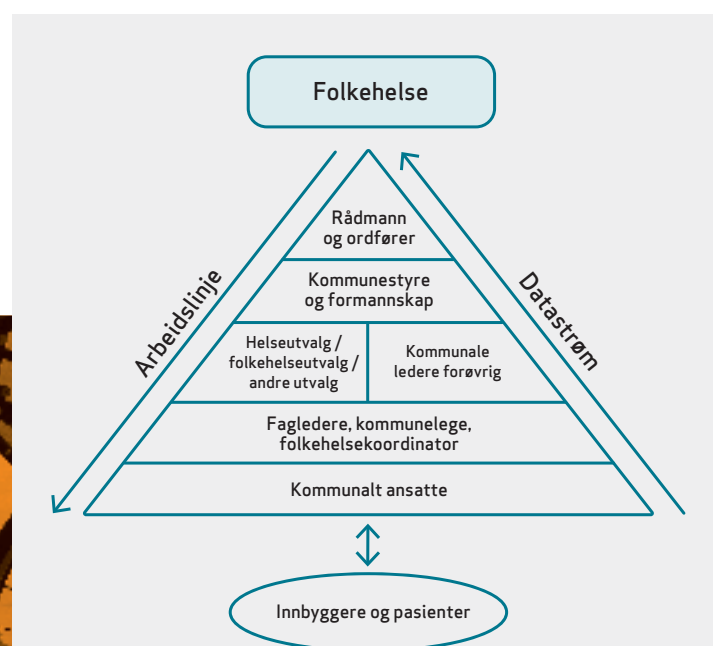 Folkehelse
Rådmann
og ordfører
Kommunestyre
og formannskap
Helseutvalg /
folkehelseutvalg /
andre utvalg
Kommunale
ledere forøvrig
Fagledere, kommunelege,
folkehelsekoordinator
Kommunalt ansatte
Innbyggere og pasienter
Arbeidslinje
Datastrøm